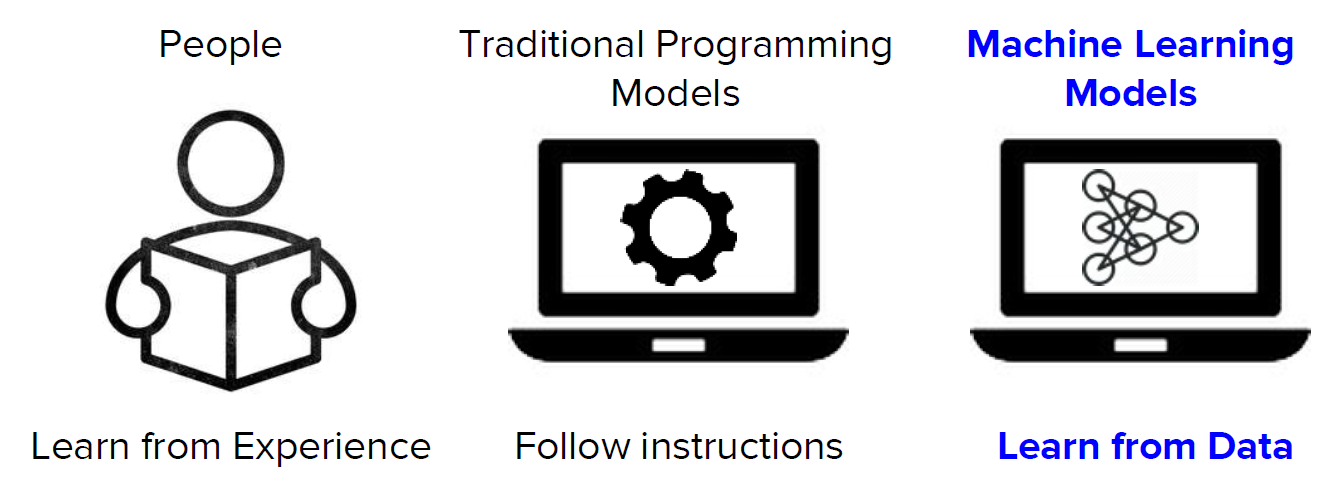 People
Traditional Programming
Models
Machine Learning
Models
Learn from Experience
Follow instructions
Learn from Data